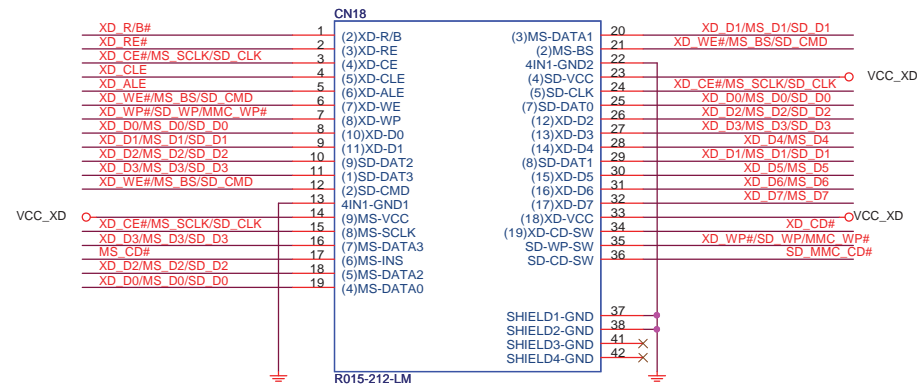 CN18
XD_R/B# 1 (2)XD-R/B
XD_RE# 2 (3)XD-RE
XD_CE#/MS_SCLK/SD_CLK 3 (4)XD-CE
XD_CLE 4 (5)XD-CLE
XD_ALE 5 (6)XD-ALE
XD_WE#/MS_BS/SD_CMD 6 (7)XD-WE
XD_WP#/SD_WP/MMC_WP# 7 (8)XD-WP
XD_D0/MS_D0/SD_D0 8 (10)XD-D0
XD_D1/MS_D1/SD_D1 9 (11)XD-D1
XD_D2/MS_D2/SD_D2 10 (9)SD-DAT2
XD_D3/MS_D3/SD_D3 11 (1)SD-DAT3
XD_WE#/MS_BS/SD_CMD 12 (2)SD-CMD
13 4IN1-GND1
VCC_XD 14 (9)MS-VCC
XD_CE#/MS_SCLK/SD_CLK 15 (8)MS-SCLK
XD_D3/MS_D3/SD_D3 16 (7)MS-DATA3
MS_CD# 17 (6)MS-INS
XD_D2/MS_D2/SD_D2 18 (5)MS-DATA2
XD_D0/MS_D0/SD_D0 19 (4)MS-DATA0
(3)MS-DATA1 20 XD_D1/MS_D1/SD_D1
(2)MS-BS 21 XD_WE#/MS_BS/SD_CMD
4IN1-GND2 22
(4)SD-VCC 23 VCC_XD
(5)SD-CLK 24 XD_CE#/MS_SCLK/SD_CLK
(7)SD-DAT0 25 XD_D0/MS_D0/SD_D0
(12)XD-D2 26 XD_D2/MS_D2/SD_D2
(13)XD-D3 27 XD_D3/MS_D3/SD_D3
(14)XD-D4 28 XD_D4/MS_D4
(8)SD-DAT1 29 XD_D1/MS_D1/SD_D1
(15)XD-D5 30 XD_D5/MS_D5
(16)XD-D6 31 XD_D6/MS_D6
(17)XD-D7 32 XD_D7/MS_D7
(18)XD-VCC 33 VCC_XD
(19)XD-CD-SW 34 XD_CD#
SD-WP-SW 35 XD_WP#/SD_WP/MMC_WP#
SD-CD-SW 36 SD_MMC_CD#
SHIELD1-GND 37
SHIELD2-GND 38
SHIELD3-GND 41
SHIELD4-GND 42
R015-212-LM